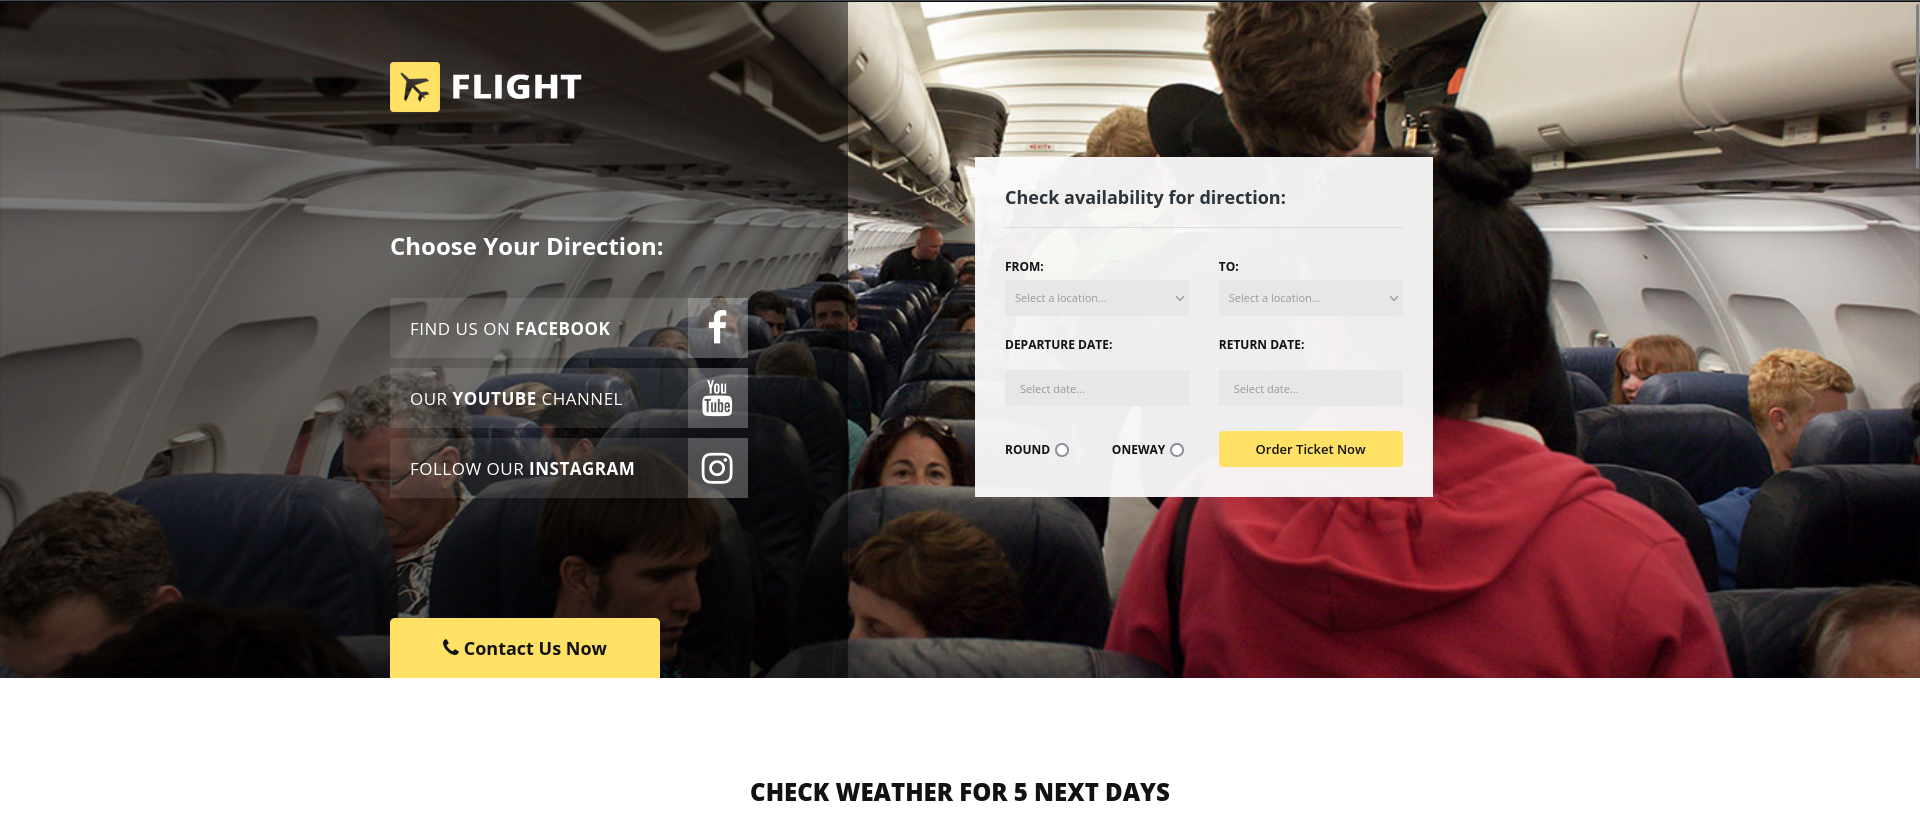 FLIGHT
Choose Your Direction:
FIND US ON FACEBOOK
OUR YOUTUBE CHANNEL
You
Tube
FOLLOW OUR INSTAGRAM
Contact Us Now
Check availability for direction:
FROM: TO:
Select a location... Select a location...
DEPARTURE DATE: RETURN DATE:
Select date... Select date...
ROUND ONEWAY Order Ticket Now
CHECK WEATHER FOR 5 NEXT DAYS